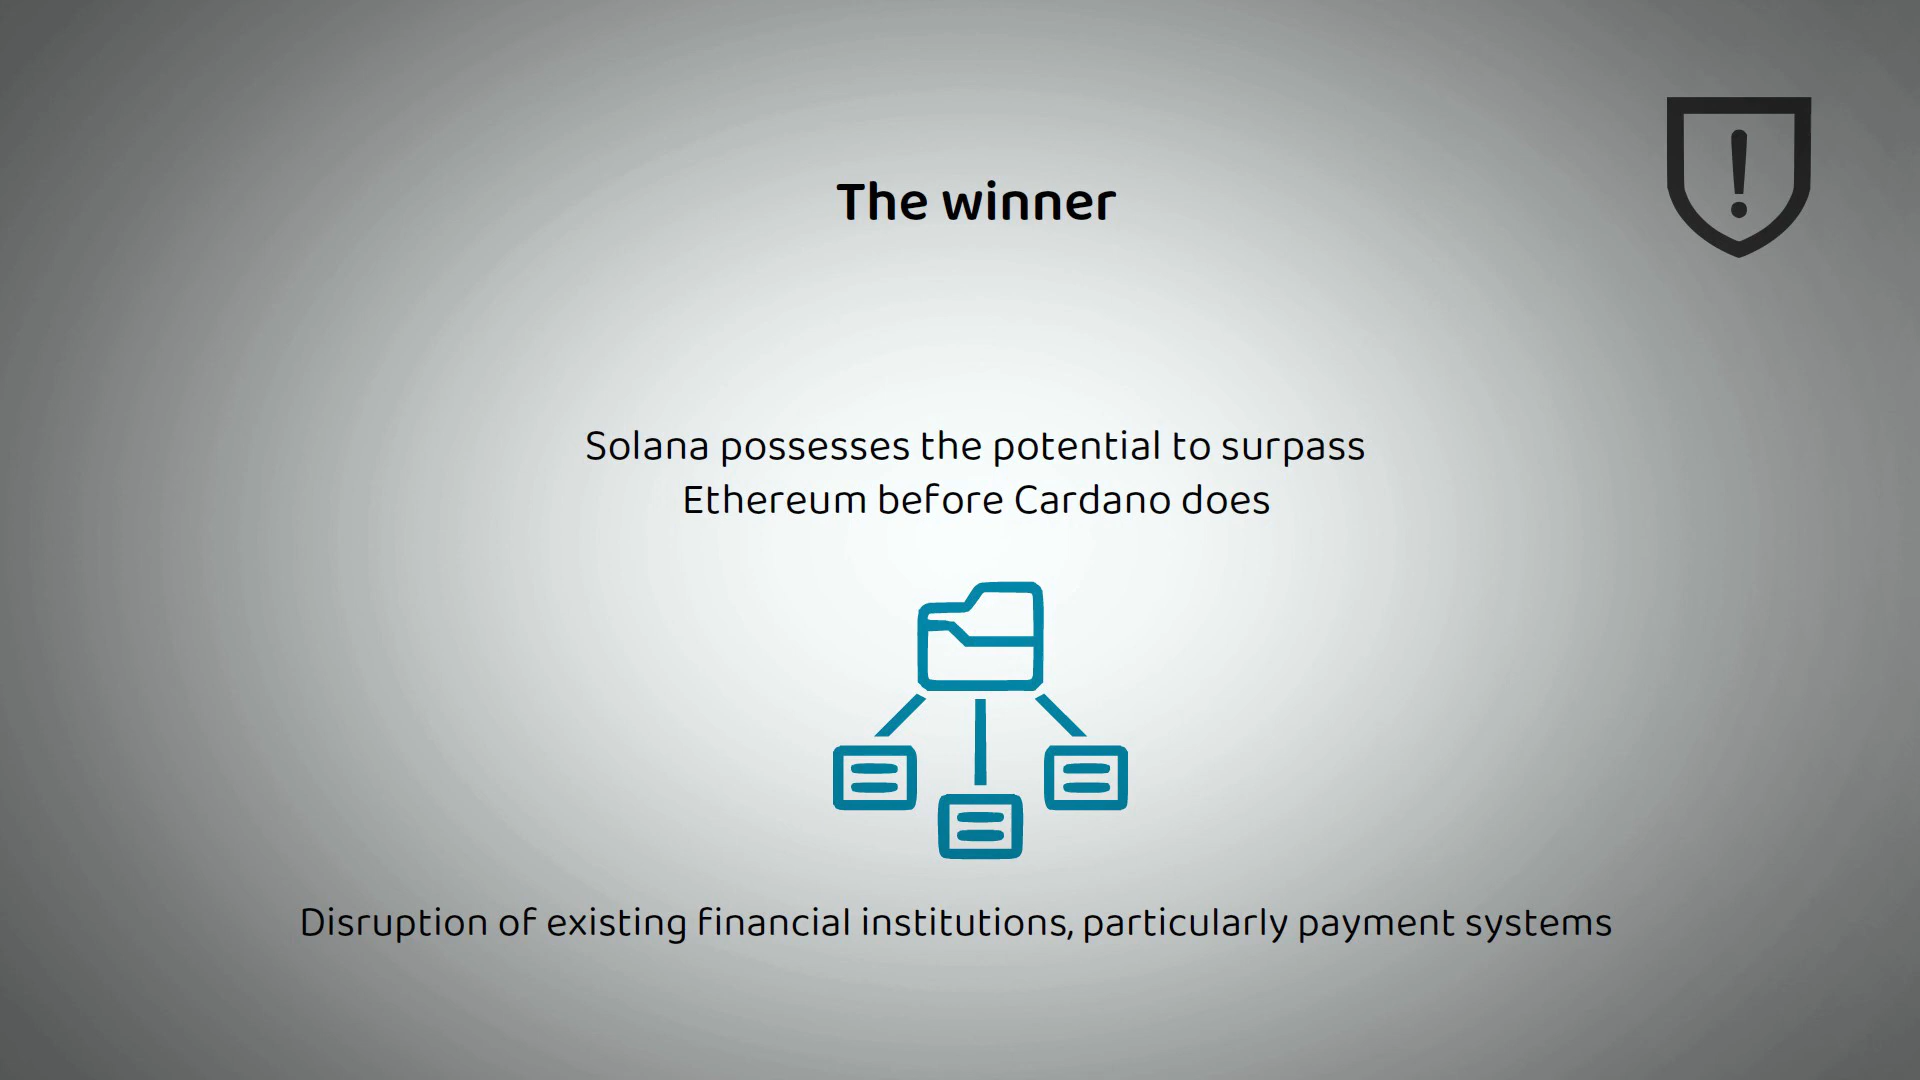 The winner
Solana possesses the potential to surpass
Ethereum before Cardano does
Disruption of existing financial institutions, particularly payment systems